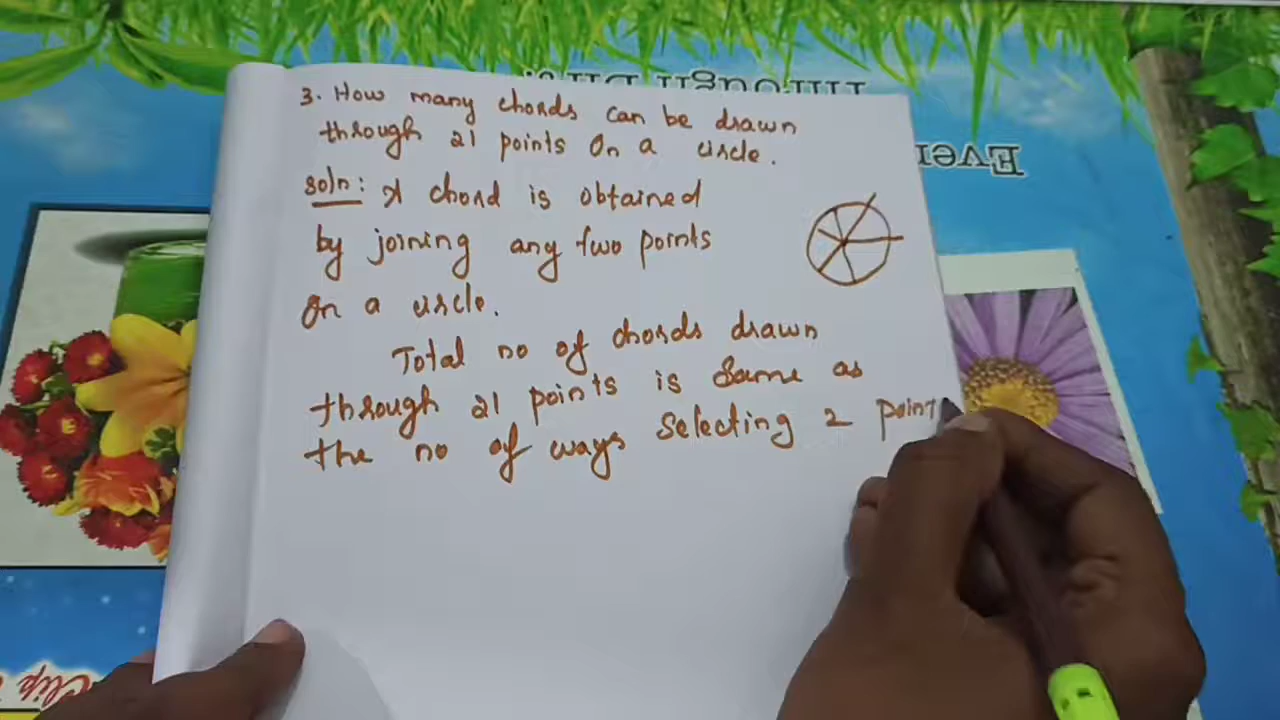 3. How many chords can be drawn
through 21 points on a circle.
Soln: A chord is obtained
by joining any two points
On a circle.
Total no of chords drawn
through 21 points is Same as
the no of ways selecting 2 point
Ever
Clip